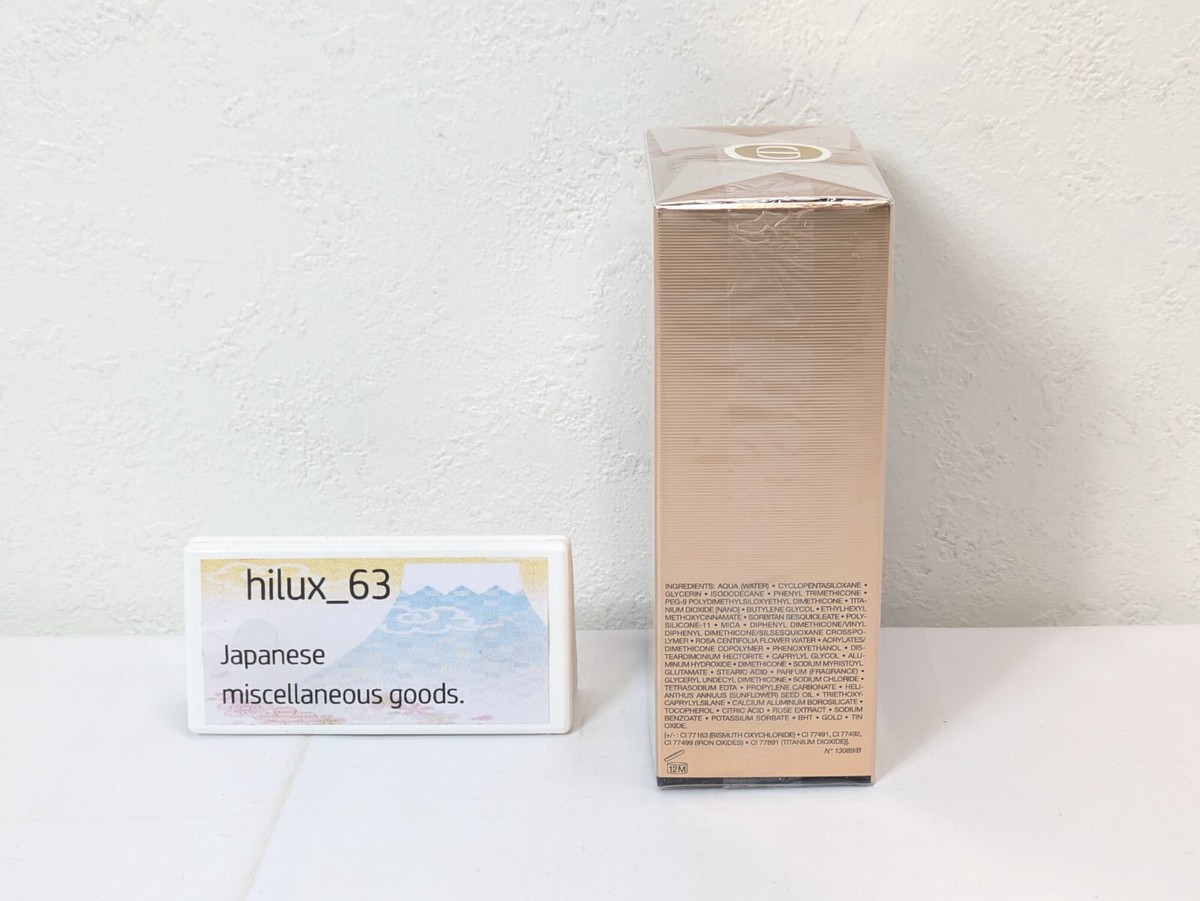 hilux_63
Japanese
miscellaneous goods.
INGREDIENTS: AQUA (WATER) • CYCLOPENTASILOXANE •
GLYCERIN • ISODODECANE • PHENYL TRIMETHICONE •
PEG-9 POLYDIMETHYLSILOXYETHYL DIMETHICONE • TITA-
NIUM DIOXIDE [NANO] • BUTYLENE GLYCOL • ETHYLHEXYL
METHOXYCINNAMATE • SORBITAN SESQUIOLEATE • POLY-
SILICONE-11 • MICA • DIPHENYL DIMETHICONE/VINYL
DIPHENYL DIMETHICONE/SILSESQUIOXANE CROSSPO-
LYMER • ROSA CENTIFOLIA FLOWER WATER • ACRYLATES/
DIMETHICONE COPOLYMER • PHENOXYETHANOL • DIS-
TEARDIMONIUM HECTORITE • CAPRYLYL GLYCOL • ALU-
MINUM HYDROXIDE • DIMETHICONE • SODIUM MYRISTOYL
GLUTAMATE • STEARIC ACID • PARFUM (FRAGRANCE) •
GLYCERYL UNDECYL DIMETHICONE • SODIUM CHLORIDE •
TETRASODIUM EDTA • PROPYLENE CARBONATE • HELI-
ANTHUS ANNUUS (SUNFLOWER) SEED OIL • TRIETHOXY-
CAPRYLYLSILANE • CALCIUM ALUMINUM BOROSILICATE •
TOCOPHEROL • CITRIC ACID • ROSE EXTRACT • SODIUM
BENZOATE • POTASSIUM SORBATE • BHT • GOLD • TIN
OXIDE.
[+/- : CI 77163 (BISMUTH OXYCHLORIDE) • CI 77491, CI 77492,
CI 77499 (IRON OXIDES) • CI 77891 (TITANIUM DIOXIDE)].
N° 13089/B
12M